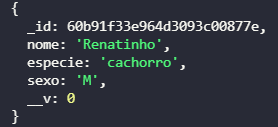 {
_id: 60b91f33e964d3093c00877e,
nome: 'Renatinho',
especie: 'cachorro',
sexo: 'M',
__v: 0
}